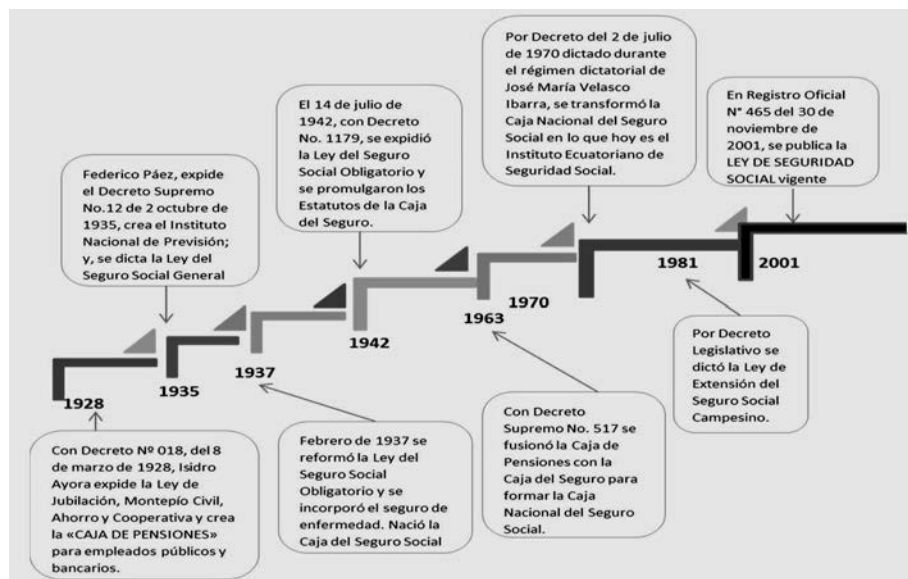 Con Decreto Nº 018, del 8
de marzo de 1928, Isidro
Ayora expide la Ley de
Jubilación, Montepío Civil,
Ahorro y Cooperativa y crea
la «CAJA DE PENSIONES»
para empleados públicos y
bancarios.
1928
Federico Páez, expide
el Decreto Supremo
No.12 de 2 octubre de
1935, crea el Instituto
Nacional de Previsión;
y, se dicta la Ley del
Seguro Social General
1935
Febrero de 1937 se
reformó la Ley del
Seguro Social
Obligatorio y se
incorporó el seguro de
enfermedad. Nació la
Caja del Seguro Social
1937
El 14 de julio de
1942, con Decreto
No. 1179, se expidió
la Ley del Seguro
Social Obligatorio y
se promulgaron los
Estatutos de la Caja
del Seguro.
1942
Con Decreto
Supremo No. 517 se
fusionó la Caja de
Pensiones con la
Caja del Seguro para
formar la Caja
Nacional del Seguro
Social.
1963
Por Decreto del 2 de julio
de 1970 dictado durante
el régimen dictatorial de
José María Velasco
Ibarra, se transformó la
Caja Nacional del Seguro
Social en lo que hoy es el
Instituto Ecuatoriano de
Seguridad Social.
1970
Por Decreto
Legislativo se
dictó la Ley de
Extensión del
Seguro Social
Campesino.
1981
En Registro Oficial
N° 465 del 30 de
noviembre de
2001, se publica la
LEY DE SEGURIDAD
SOCIAL vigente
2001